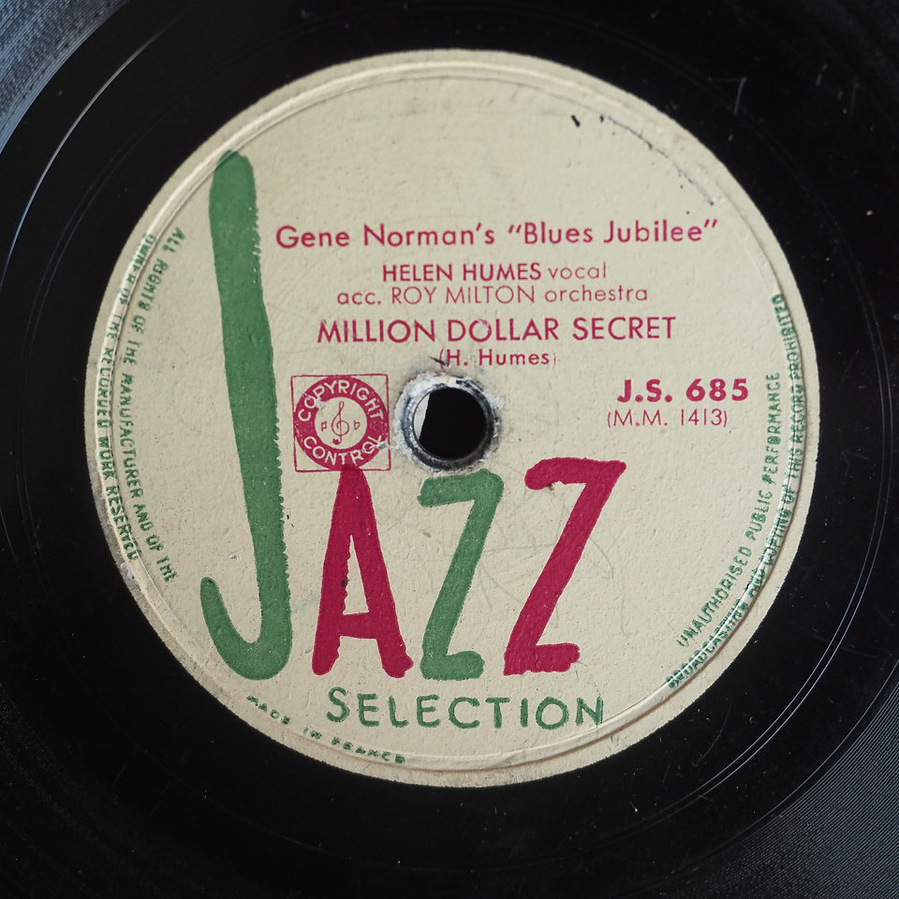 Gene Norman's "Blues Jubilee"
HELEN HUMES vocal
acc. ROY MILTON orchestra
MILLION DOLLAR SECRET
(H. Humes)
J.S. 685
(M.M. 1413)
COPYRIGHT
CONTROL
JAZZ
SELECTION
MADE IN FRANCE
ALL RIGHTS OF THE MANUFACTURER AND OF THE
OWNER OF THE RECORDED WORK RESERVED
UNAUTHORISED PUBLIC PERFORMANCE
BROADCASTING AND COPYING OF THIS RECORD PROHIBITED